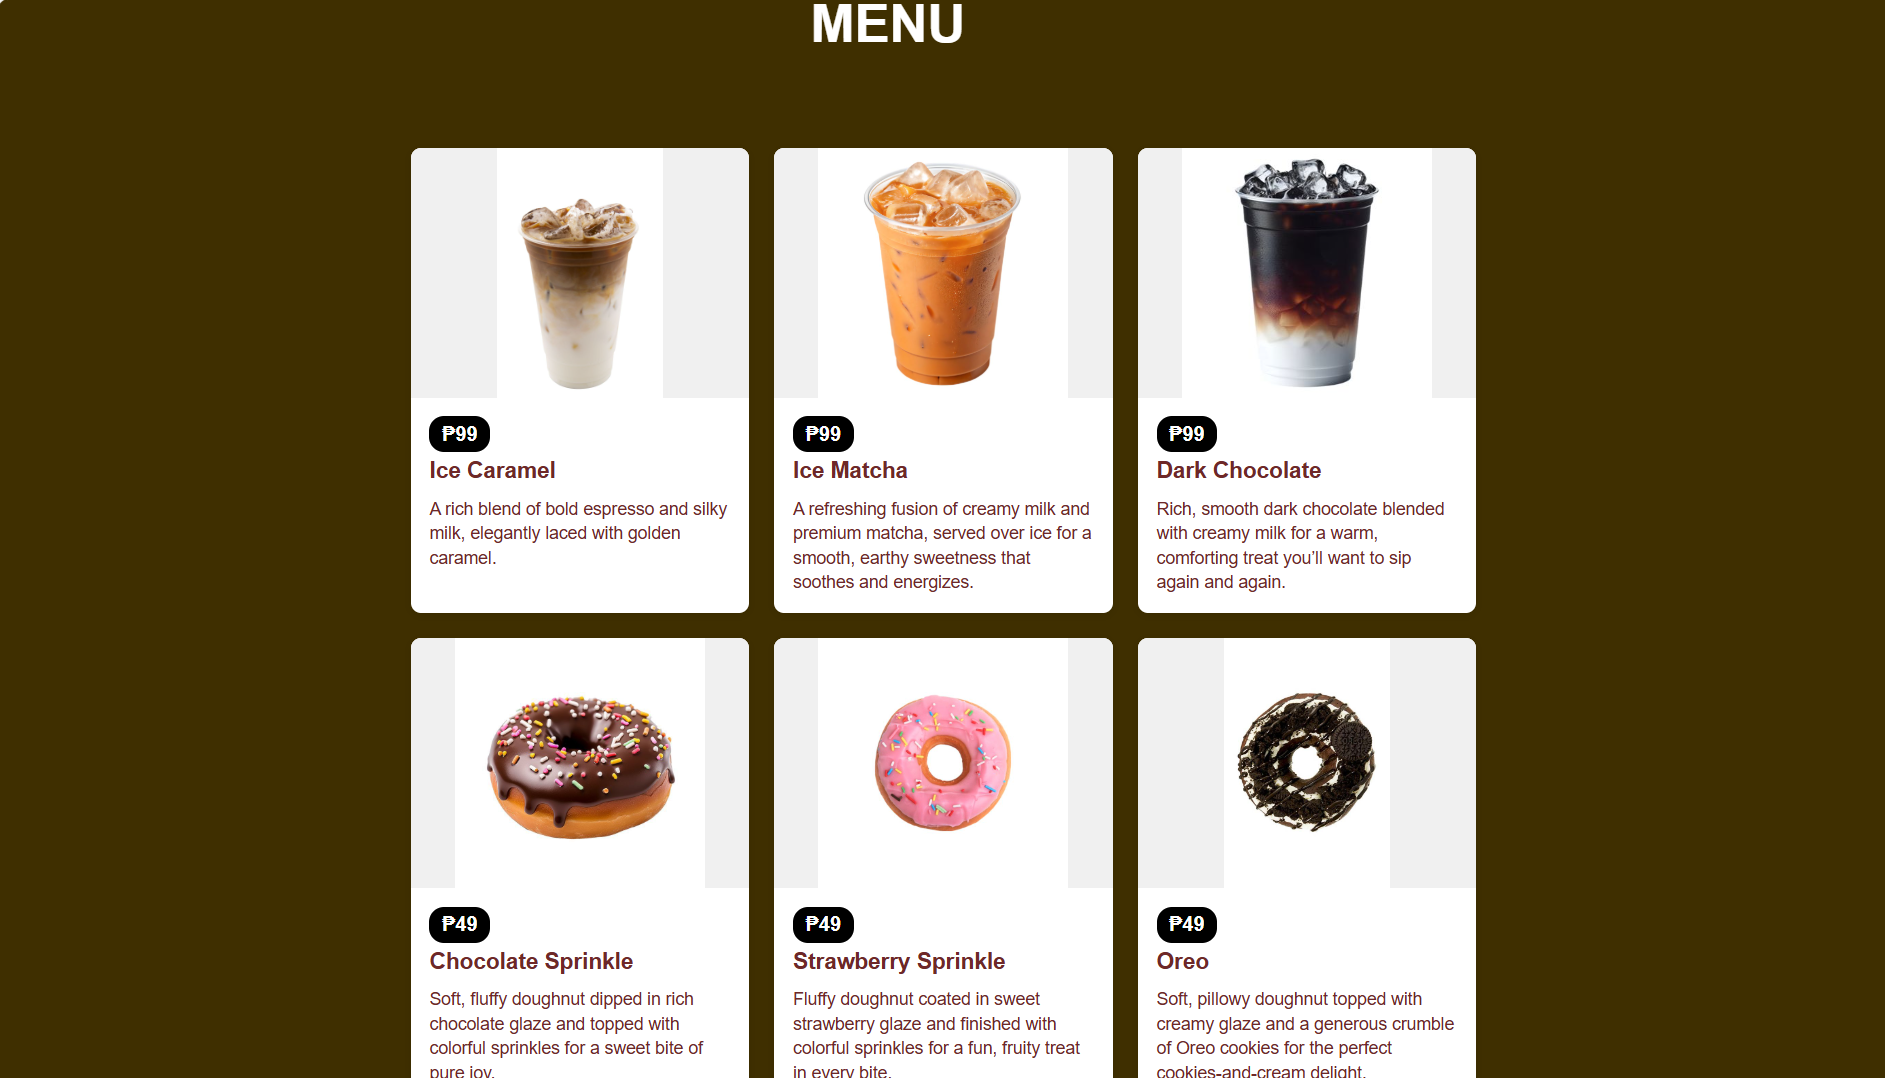 MENU
₱99
Ice Caramel
A rich blend of bold espresso and silky
milk, elegantly laced with golden
caramel.
₱99
Ice Matcha
A refreshing fusion of creamy milk and
premium matcha, served over ice for a
smooth, earthy sweetness that
soothes and energizes.
₱99
Dark Chocolate
Rich, smooth dark chocolate blended
with creamy milk for a warm,
comforting treat you’ll want to sip
again and again.
₱49
Chocolate Sprinkle
Soft, fluffy doughnut dipped in rich
chocolate glaze and topped with
colorful sprinkles for a sweet bite of
pure joy.
₱49
Strawberry Sprinkle
Fluffy doughnut coated in sweet
strawberry glaze and finished with
colorful sprinkles for a fun, fruity treat
in every bite.
₱49
Oreo
Soft, pillowy doughnut topped with
creamy glaze and a generous crumble
of Oreo cookies for the perfect
cookies-and-cream delight.